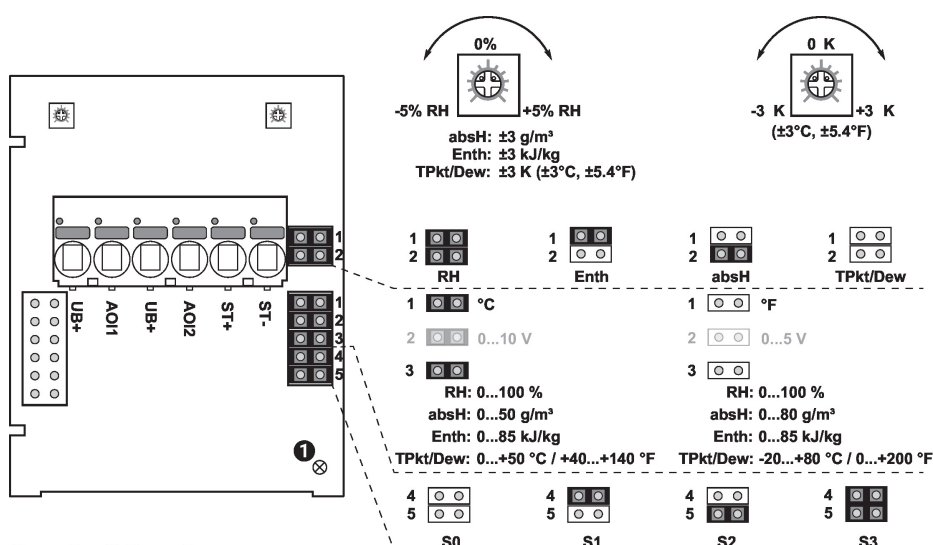 0%
-5% RH +5% RH
absH: ±3 g/m³
Enth: ±3 kJ/kg
TPkt/Dew: ±3 K (±3°C, ±5.4°F)
0 K
-3 K +3 K
(±3°C, ±5.4°F)
1
2
UB+ AOI1 UB+ AOI2 ST+ ST-
1
2
3
4
5
1
1
2
RH
1
2
Enth
1
2
absH
1
2
TPkt/Dew
1 °C
2 0...10 V
3
RH: 0...100 %
absH: 0...50 g/m³
Enth: 0...85 kJ/kg
TPkt/Dew: 0...+50 °C / +40...+140 °F
1 °F
2 0...5 V
3
RH: 0...100 %
absH: 0...80 g/m³
Enth: 0...85 kJ/kg
TPkt/Dew: -20...+80 °C / 0...+200 °F
4
5
S0
4
5
S1
4
5
S2
4
5
S3